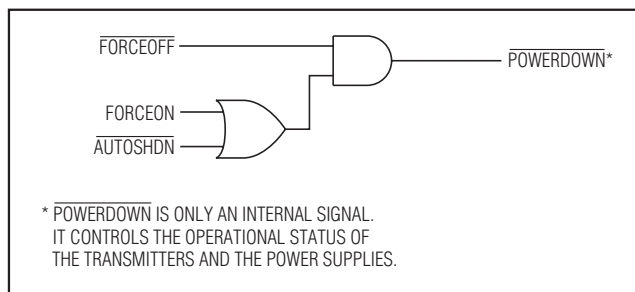 FORCEOFF
POWERDOWN*
FORCEON
AUTOSHDN
* POWERDOWN IS ONLY AN INTERNAL SIGNAL.
IT CONTROLS THE OPERATIONAL STATUS OF
THE TRANSMITTERS AND THE POWER SUPPLIES.